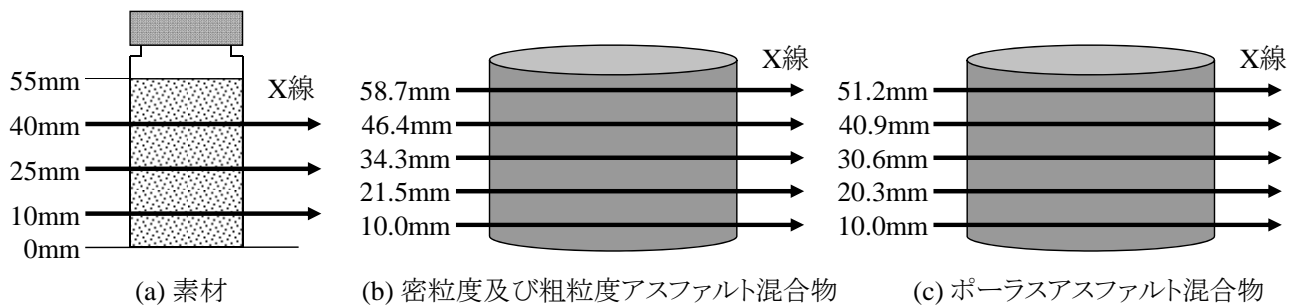 55mm
X線
40mm
25mm
10mm
0mm
(a) 素材
X線
58.7mm
46.4mm
34.3mm
21.5mm
10.0mm
(b) 密粒度及び粗粒度アスファルト混合物
X線
51.2mm
40.9mm
30.6mm
20.3mm
10.0mm
(c) ポーラスアスファルト混合物